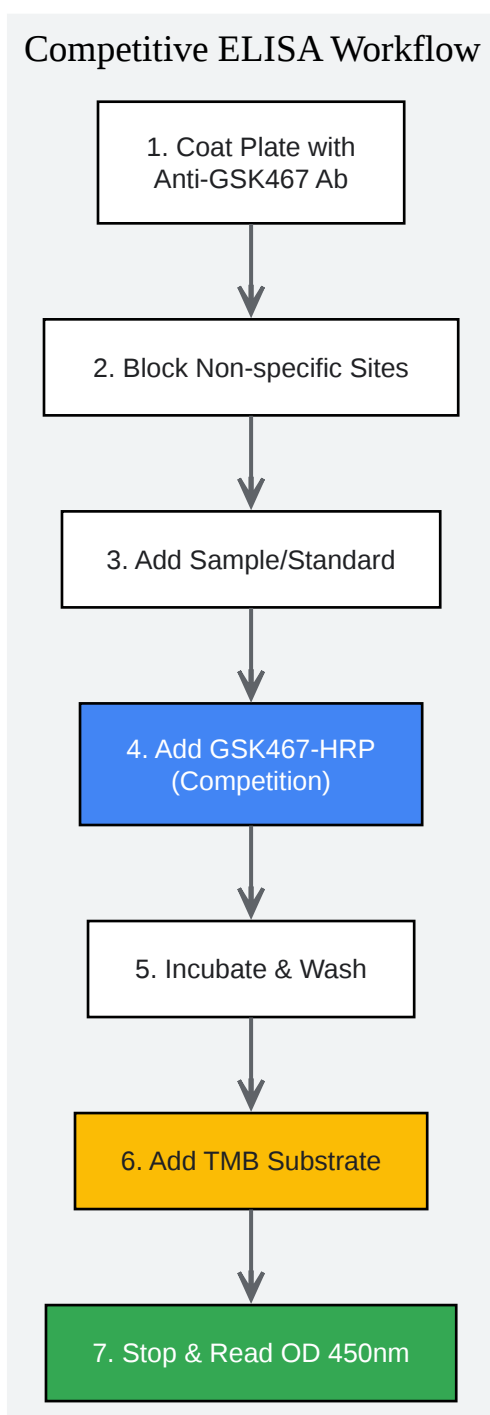 Competitive ELISA Workflow
1. Coat Plate with
Anti-GSK467 Ab
2. Block Non-specific Sites
3. Add Sample/Standard
4. Add GSK467-HRP
(Competition)
5. Incubate & Wash
6. Add TMB Substrate
7. Stop & Read OD 450nm